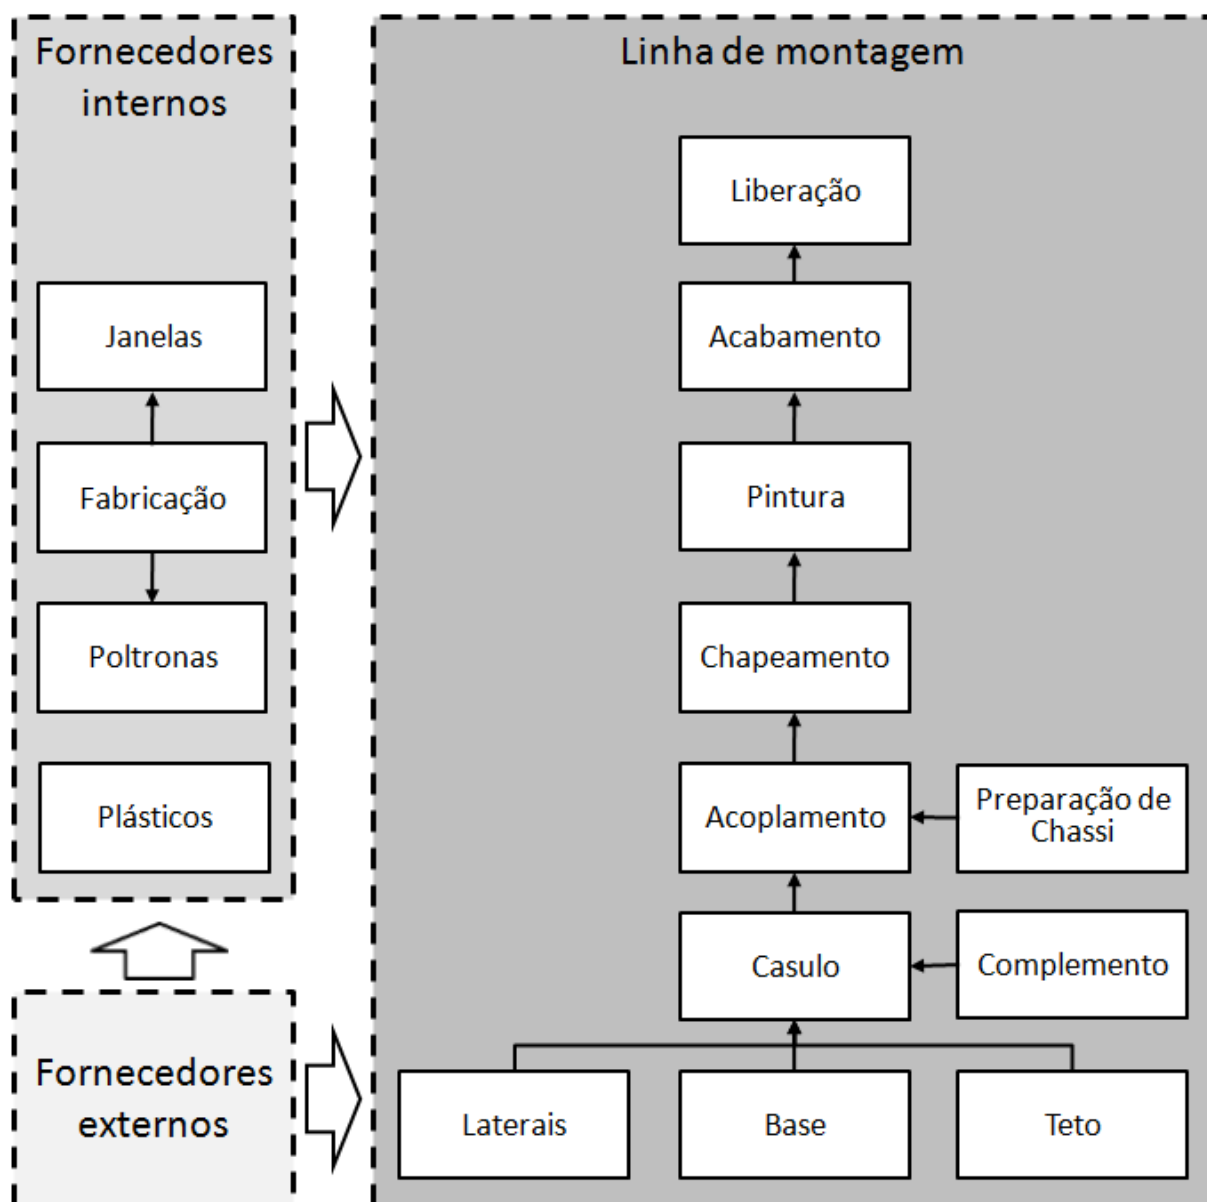 Fornecedores
internos
Janelas
Fabricação
Poltronas
Plásticos
Fornecedores
externos
Linha de montagem
Liberação
Acabamento
Pintura
Chapeamento
Acoplamento
Preparação de
Chassi
Casulo
Complemento
Laterais
Base
Teto